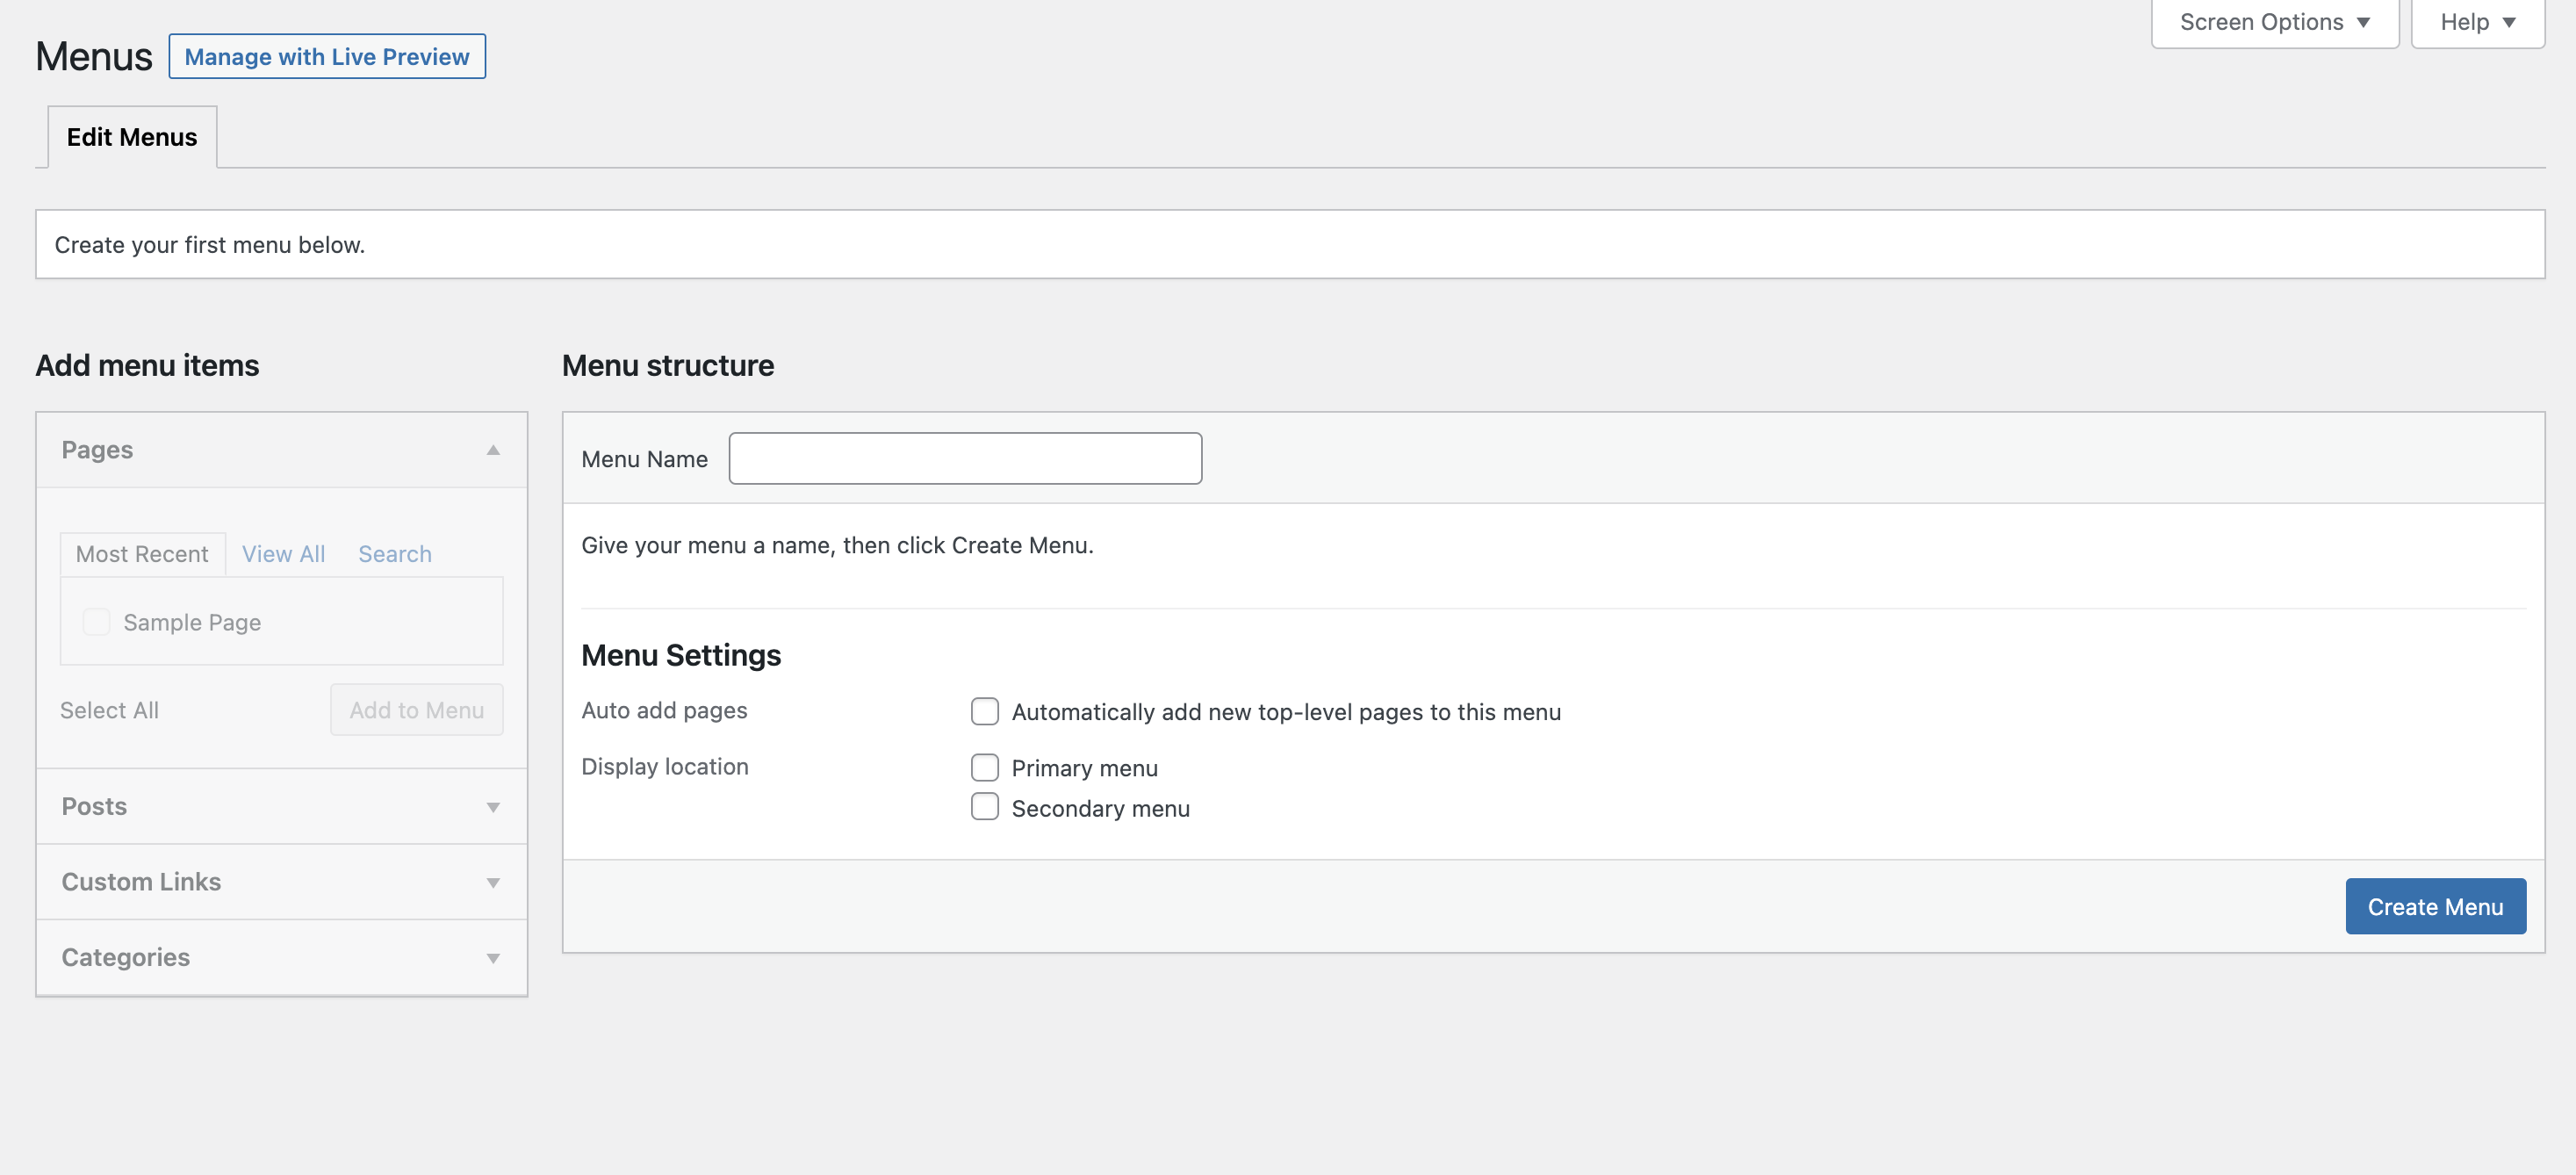 Screen Options
Help
Menus
Manage with Live Preview
Edit Menus
Create your first menu below.
Add menu items
Pages
Most Recent
View All
Search
Sample Page
Select All
Add to Menu
Posts
Custom Links
Categories
Menu structure
Menu Name
Give your menu a name, then click Create Menu.
Menu Settings
Auto add pages
Automatically add new top-level pages to this menu
Display location
Primary menu
Secondary menu
Create Menu